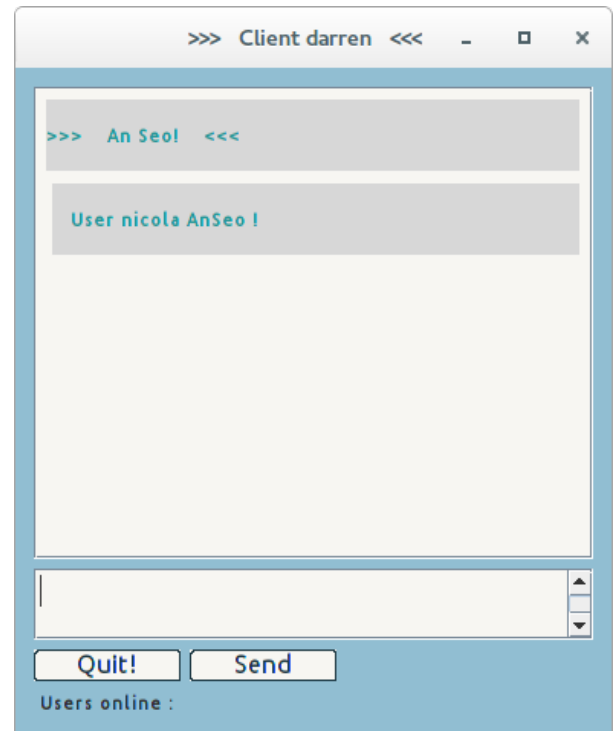 >>> Client darren <<<
>>> An Seo! <<<
User nicola AnSeo !
Quit! Send
Users online :